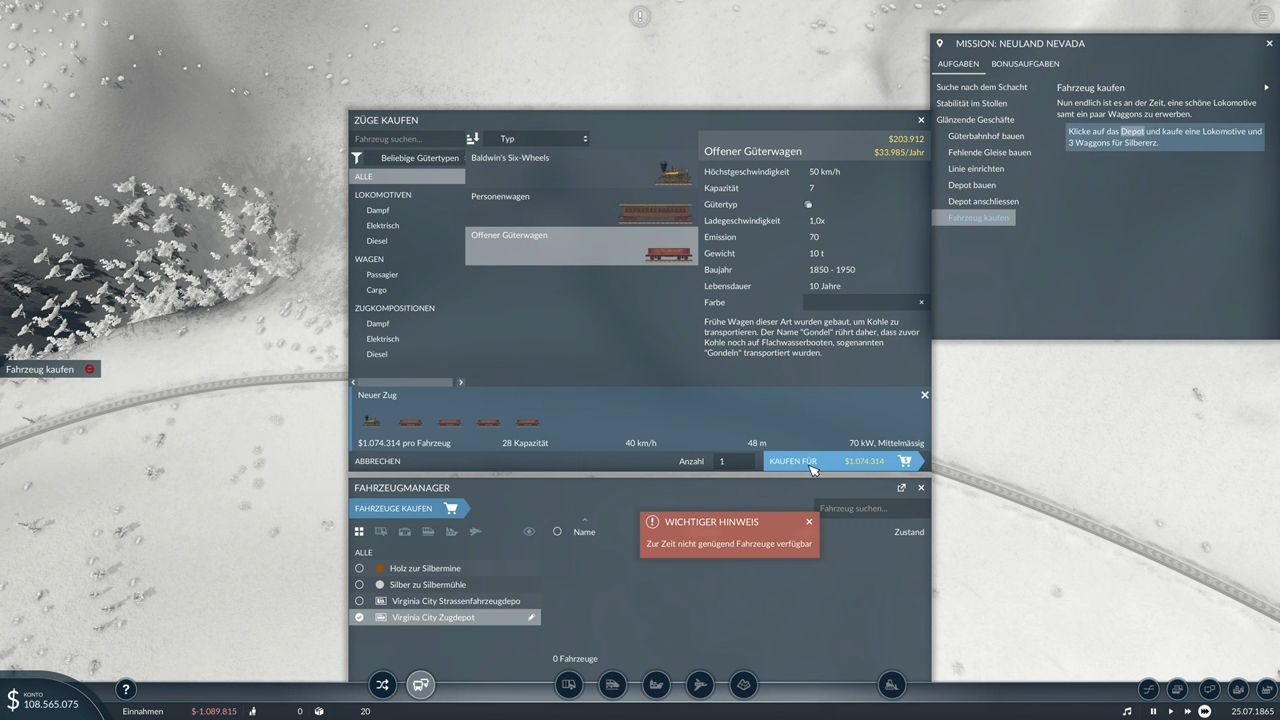 MISSION: NEULAND NEVADA
AUFGABEN
BONUSAUFGABEN
Suche nach dem Schacht
Stabilität im Stollen
Glänzende Geschäfte
Güterbahnhof bauen
Fehlende Gleise bauen
Linie einrichten
Depot bauen
Depot anschliessen
Fahrzeug kaufen
Fahrzeug kaufen
Nun endlich ist es an der Zeit, eine schöne Lokomotive
samt ein paar Waggons zu erwerben.
Klicke auf das Depot und kaufe eine Lokomotive und
3 Waggons für Silbererz.
ZÜGE KAUFEN
Fahrzeug suchen...
Typ
Beliebige Gütertypen
ALLE
LOKOMOTIVEN
Dampf
Elektrisch
Diesel
WAGEN
Passagier
Cargo
ZUGKOMPOSITIONEN
Dampf
Elektrisch
Diesel
Baldwin's Six-Wheels
Personenwagen
Offener Güterwagen
$203.912
Offener Güterwagen
$33.985/Jahr
Höchstgeschwindigkeit 50 km/h
Kapazität 7
Gütertyp
Ladegeschwindigkeit 1,0x
Emission 70
Gewicht 10 t
Baujahr 1850 - 1950
Lebensdauer 10 Jahre
Farbe
Frühe Wagen dieser Art wurden gebaut, um Kohle zu
transportieren. Der Name "Gondel" rührt daher, dass zuvor
Kohle noch auf Flachwasserbooten, sogenannten
"Gondeln" transportiert wurden.
Fahrzeug kaufen
Neuer Zug
$1.074.314 pro Fahrzeug 28 Kapazität 40 km/h 48 m 70 kW, Mittelmässig
ABBRECHEN Anzahl 1 KAUFEN FÜR $1.074.314
FAHRZEUGMANAGER
FAHRZEUGE KAUFEN
Fahrzeug suchen...
Name
Zustand
WICHTIGER HINWEIS
Zur Zeit nicht genügend Fahrzeuge verfügbar
ALLE
Holz zur Silbermine
Silber zu Silbermühle
Virginia City Strassenfahrzeugdepo
Virginia City Zugdepot
0 Fahrzeuge
KONTO
$ 108.565.075
?
Einnahmen $-1.089.815 0 20
25.07.1865